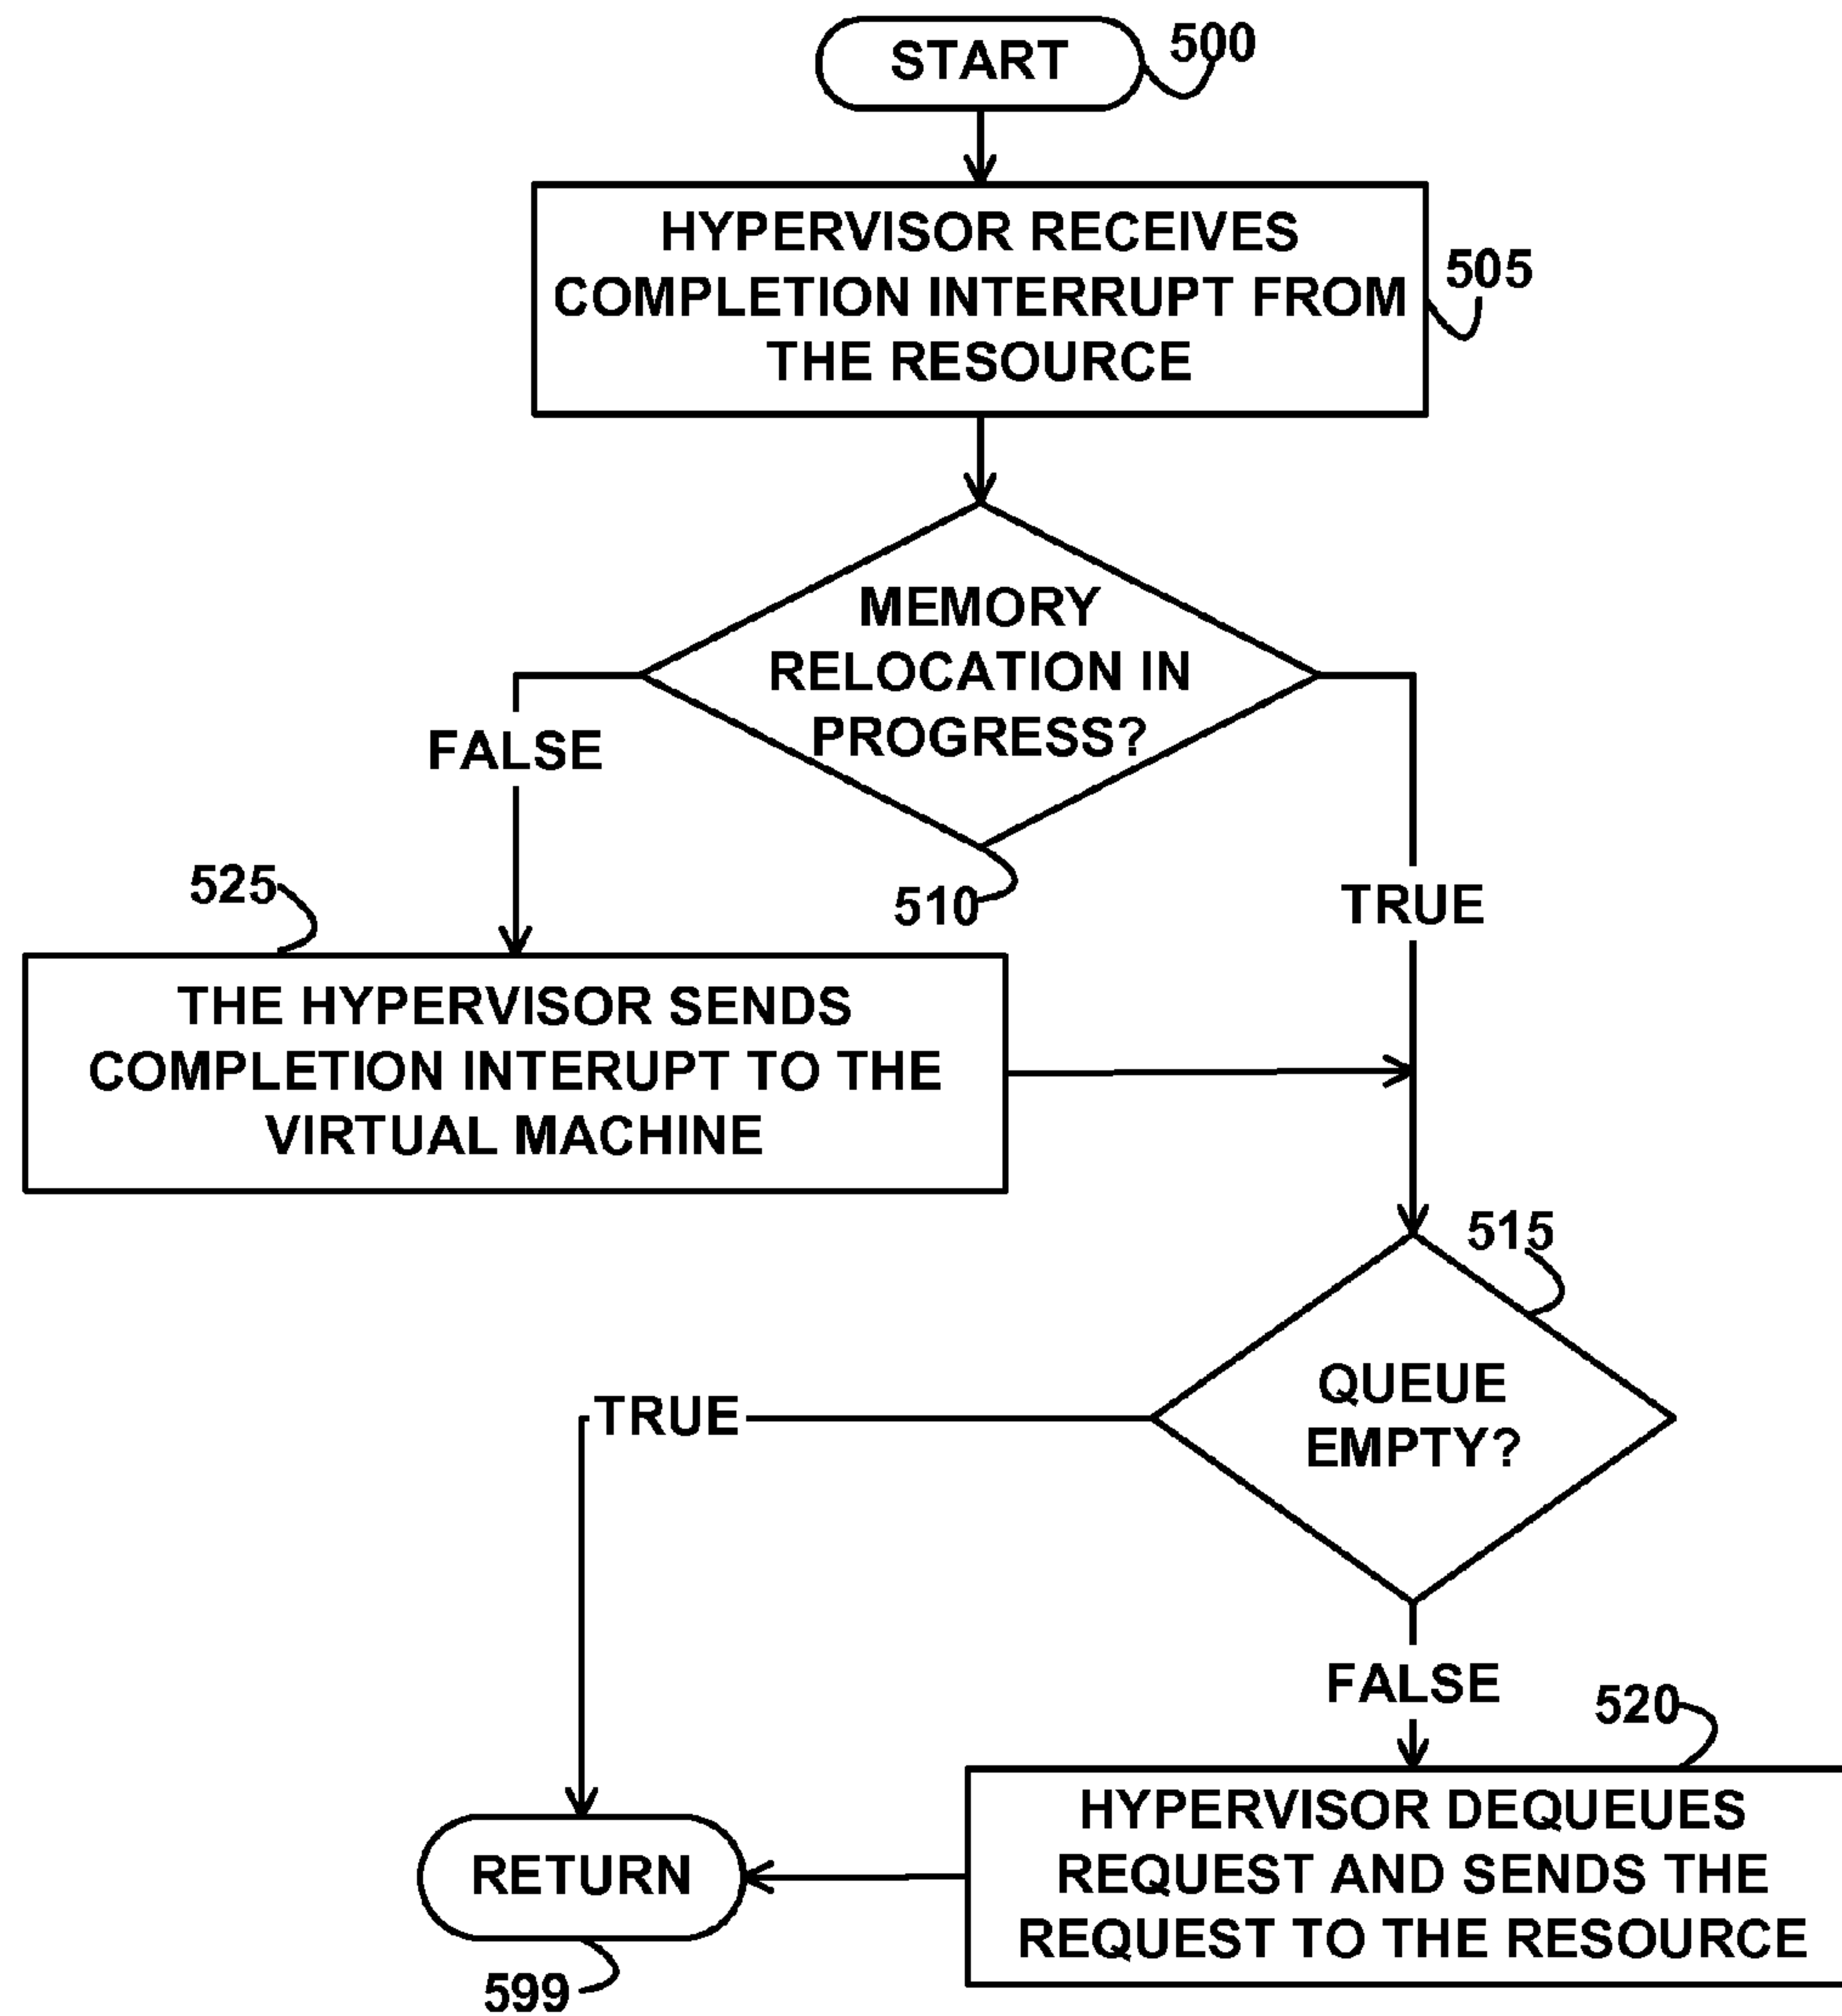 START
500
HYPERVISOR RECEIVES
COMPLETION INTERRUPT FROM
THE RESOURCE
505
MEMORY
RELOCATION IN
PROGRESS?
FALSE
525
510
TRUE
THE HYPERVISOR SENDS
COMPLETION INTERUPT TO THE
VIRTUAL MACHINE
515
QUEUE
EMPTY?
TRUE
FALSE
520
HYPERVISOR DEQUEUES
REQUEST AND SENDS THE
REQUEST TO THE RESOURCE
RETURN
599